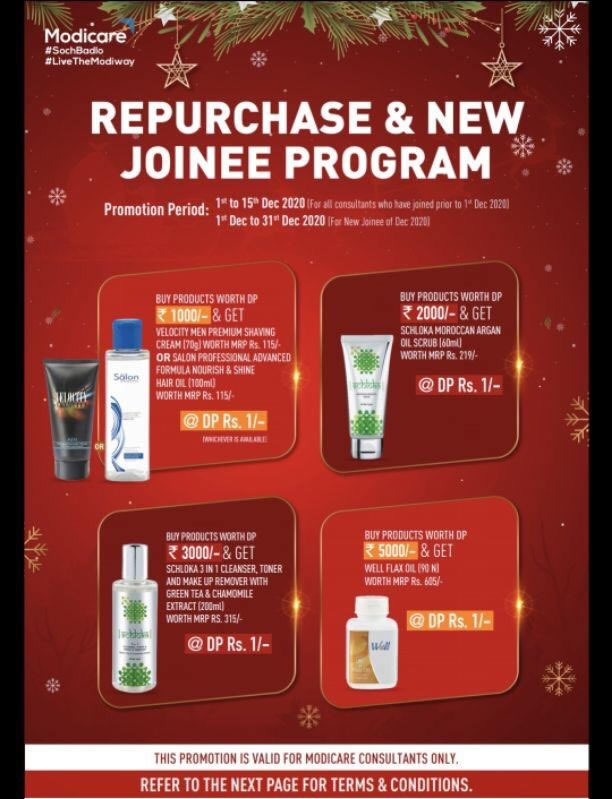 Modicare
#SochBadlo
#LiveTheModiway
REPURCHASE & NEW
JOINEE PROGRAM
Promotion Period: 1st to 15th Dec 2020 (For all consultants who have joined prior to 1st Dec 2020)
1st Dec to 31st Dec 2020 (For New Joinee of Dec 2020)
BUY PRODUCTS WORTH DP
₹ 1000/- & GET
VELOCITY MEN PREMIUM SHAVING
CREAM (70g) WORTH MRP Rs. 115/-
OR SALON PROFESSIONAL ADVANCED
FORMULA NOURISH & SHINE
HAIR OIL (100ml)
WORTH MRP Rs. 115/-
@ DP Rs. 1/-
(WHICHEVER IS AVAILABLE)
VELOCITY
OR
Salon
BUY PRODUCTS WORTH DP
₹ 2000/- & GET
SCHLOKA MOROCCAN ARGAN
OIL SCRUB (60ml)
WORTH MRP Rs. 219/-
@ DP Rs. 1/-
schloka
BUY PRODUCTS WORTH DP
₹ 3000/- & GET
SCHLOKA 3 IN 1 CLEANSER, TONER
AND MAKE UP REMOVER WITH
GREEN TEA & CHAMOMILE
EXTRACT (200ml)
WORTH MRP RS. 315/-
@ DP Rs. 1/-
schloka
BUY PRODUCTS WORTH DP
₹ 5000/- & GET
WELL FLAX OIL (90 N)
WORTH MRP Rs. 605/-
@ DP Rs. 1/-
Well
THIS PROMOTION IS VALID FOR MODICARE CONSULTANTS ONLY.
REFER TO THE NEXT PAGE FOR TERMS & CONDITIONS.